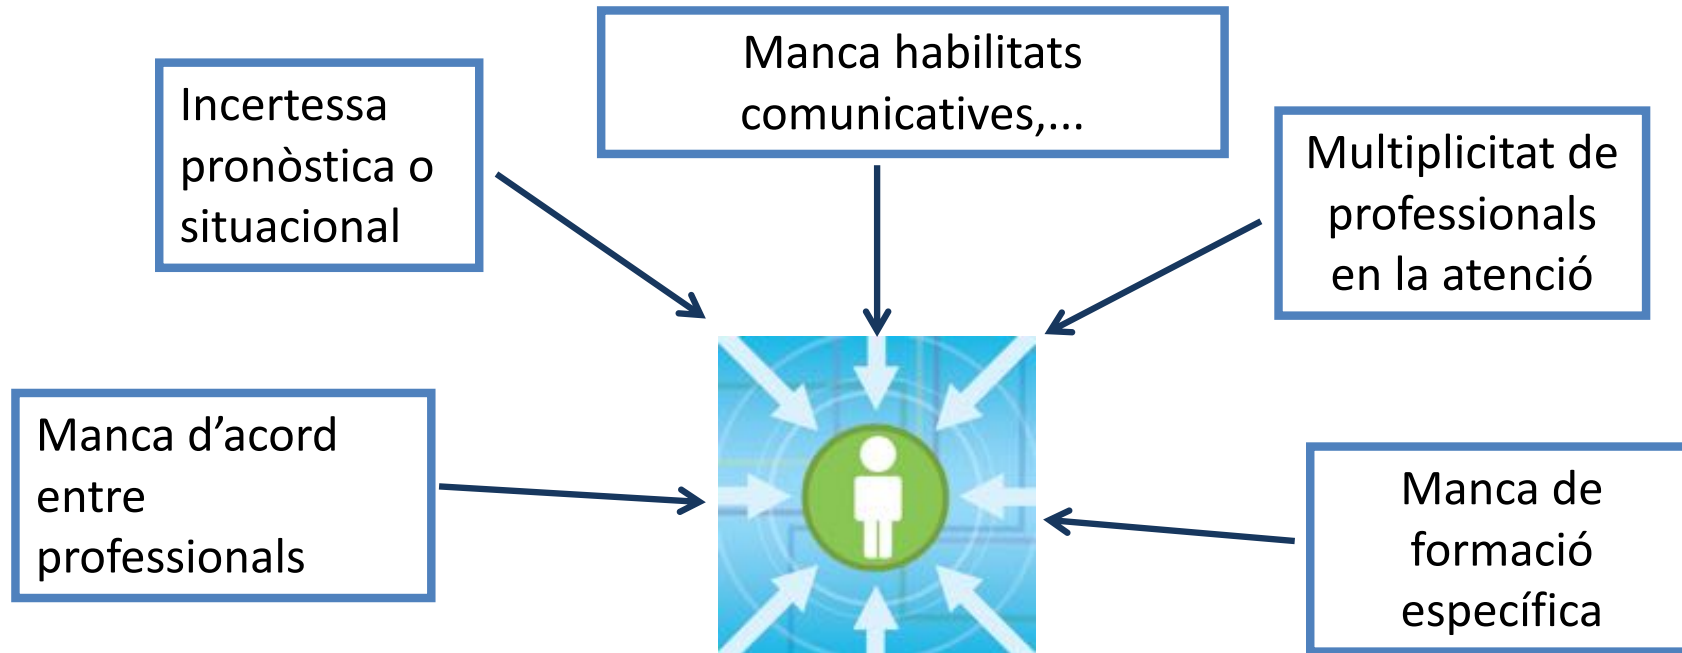 Manca habilitats
comunicatives,...
Incertessa
pronòstica o
situacional
Multiplicitat de
professionals
en la atenció
Manca d’acord
entre
professionals
Manca de
formació
específica